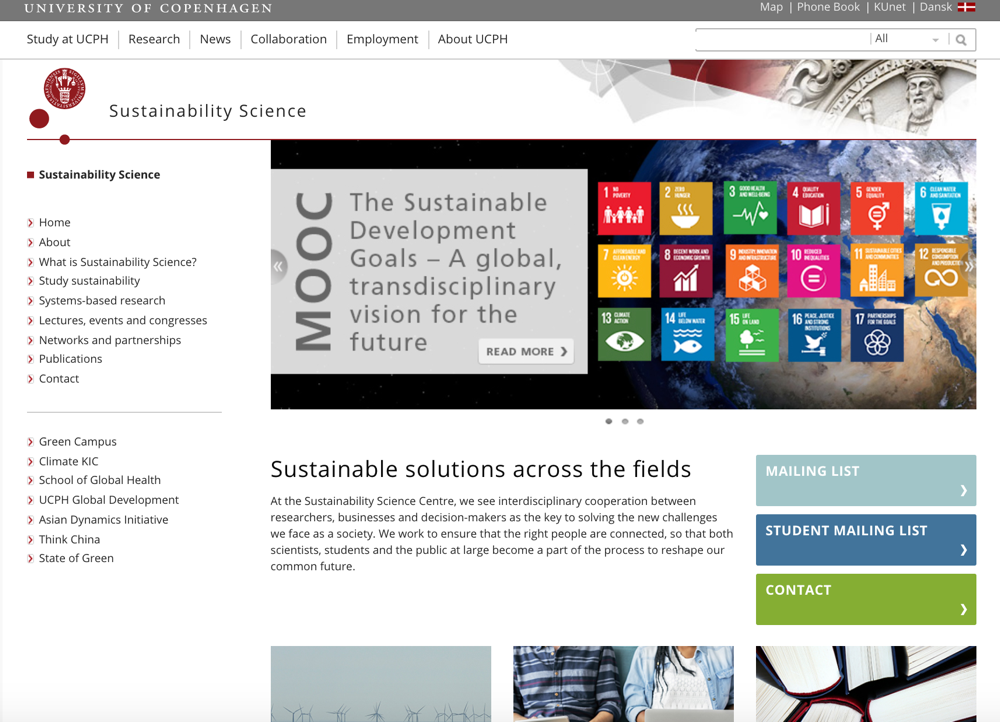 UNIVERSITY OF COPENHAGEN
Map | Phone Book | KUnet | Dansk
Study at UCPH | Research | News | Collaboration | Employment | About UCPH
All
Sustainability Science
Sustainability Science
Home
About
What is Sustainability Science?
Study sustainability
Systems-based research
Lectures, events and congresses
Networks and partnerships
Publications
Contact
Green Campus
Climate KIC
School of Global Health
UCPH Global Development
Asian Dynamics Initiative
Think China
State of Green
MOOC
The Sustainable
Development
Goals – A global,
transdisciplinary
vision for the
future
READ MORE ❯
1 NO POVERTY
2 ZERO HUNGER
3 GOOD HEALTH AND WELL-BEING
4 QUALITY EDUCATION
5 GENDER EQUALITY
6 CLEAN WATER AND SANITATION
7 AFFORDABLE AND CLEAN ENERGY
8 DECENT WORK AND ECONOMIC GROWTH
9 INDUSTRY, INNOVATION AND INFRASTRUCTURE
10 REDUCED INEQUALITIES
11 SUSTAINABLE CITIES AND COMMUNITIES
12 RESPONSIBLE CONSUMPTION AND PRODUCTION
13 CLIMATE ACTION
14 LIFE BELOW WATER
15 LIFE ON LAND
16 PEACE, JUSTICE AND STRONG INSTITUTIONS
17 PARTNERSHIPS FOR THE GOALS
Sustainable solutions across the fields
At the Sustainability Science Centre, we see interdisciplinary cooperation between
researchers, businesses and decision-makers as the key to solving the new challenges
we face as a society. We work to ensure that the right people are connected, so that both
scientists, students and the public at large become a part of the process to reshape our
common future.
MAILING LIST
STUDENT MAILING LIST
CONTACT